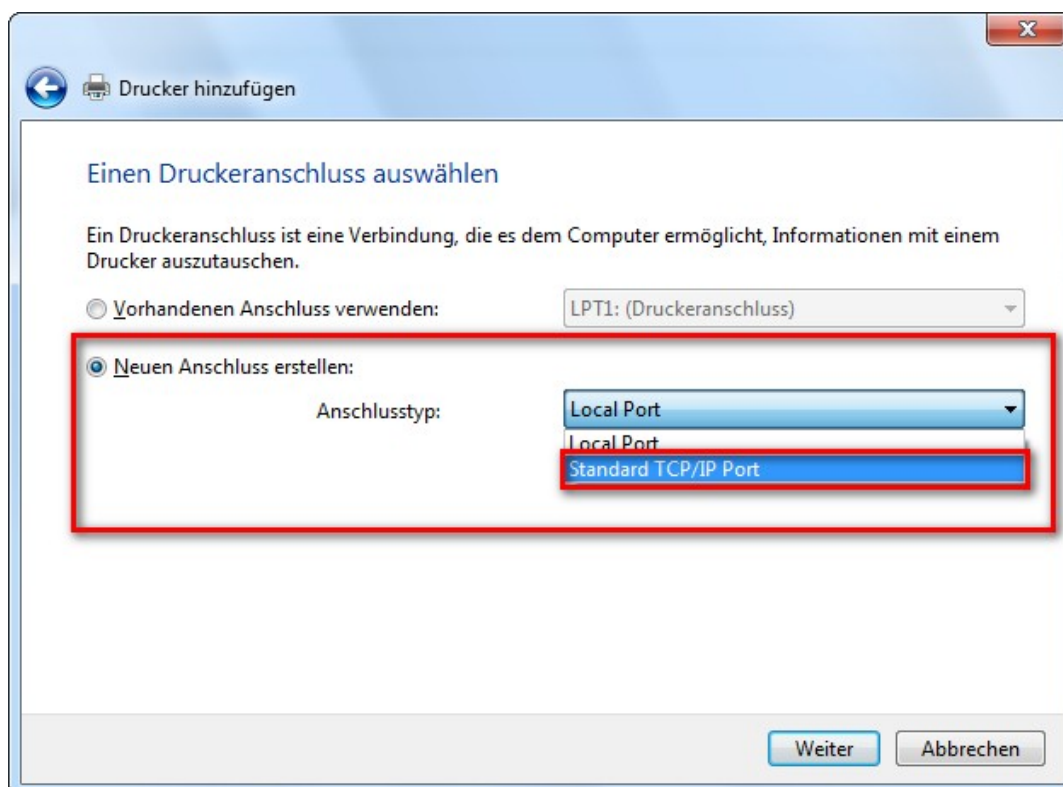 x
Drucker hinzufügen
Einen Druckeranschluss auswählen
Ein Druckeranschluss ist eine Verbindung, die es dem Computer ermöglicht, Informationen mit einem
Drucker auszutauschen.
Vorhandenen Anschluss verwenden: LPT1: (Druckeranschluss)
Neuen Anschluss erstellen:
Anschlusstyp: Local Port
Local Port
Standard TCP/IP Port
Weiter Abbrechen